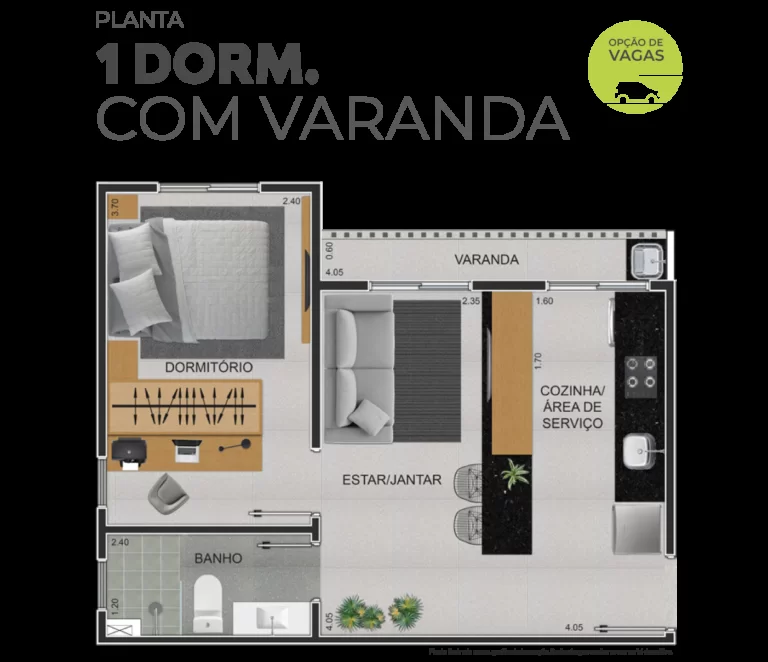 PLANTA
1 DORM.
COM VARANDA
OPÇÃO DE
VAGAS
3.70
2.40
0.60
4.05
VARANDA
2.35
1.60
1.70
DORMITÓRIO
COZINHA/
ÁREA DE
SERVIÇO
ESTAR/JANTAR
2.40
BANHO
1.20
4.05
4.05